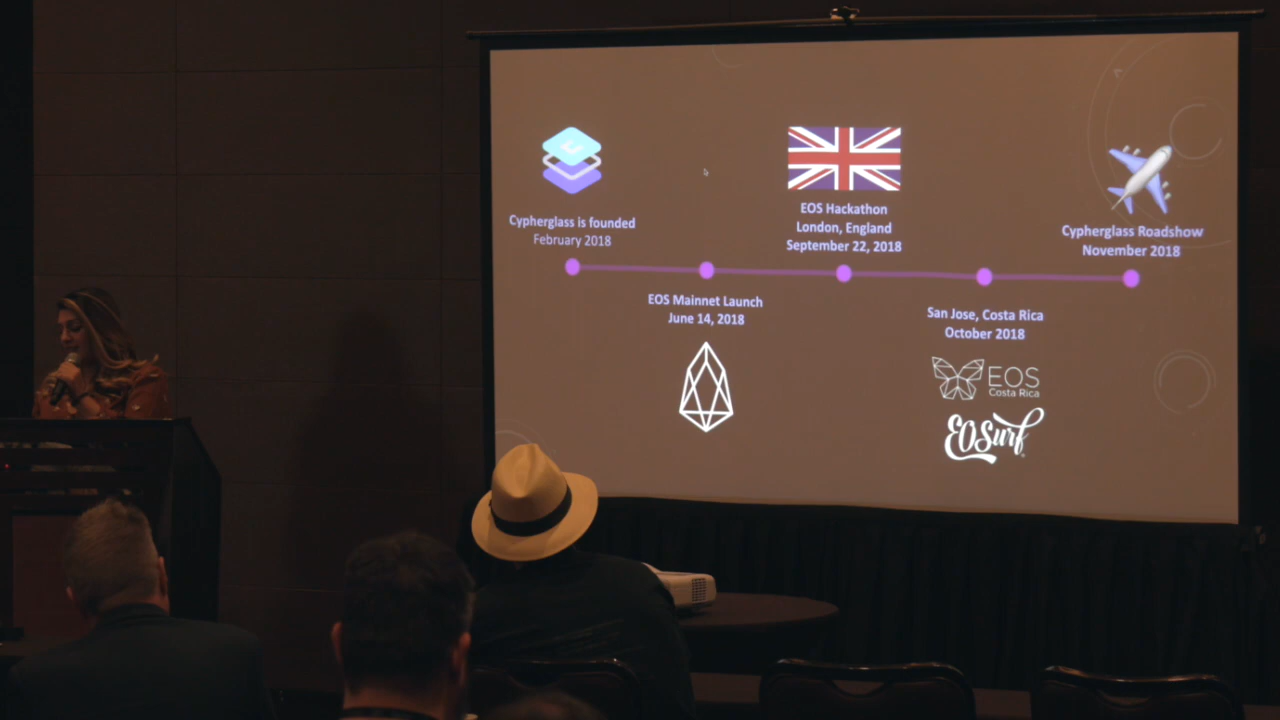 Cypherglass is founded
February 2018
EOS Mainnet Launch
June 14, 2018
EOS Hackathon
London, England
September 22, 2018
San Jose, Costa Rica
October 2018
EOS
Costa Rica
EOSurf
Cypherglass Roadshow
November 2018